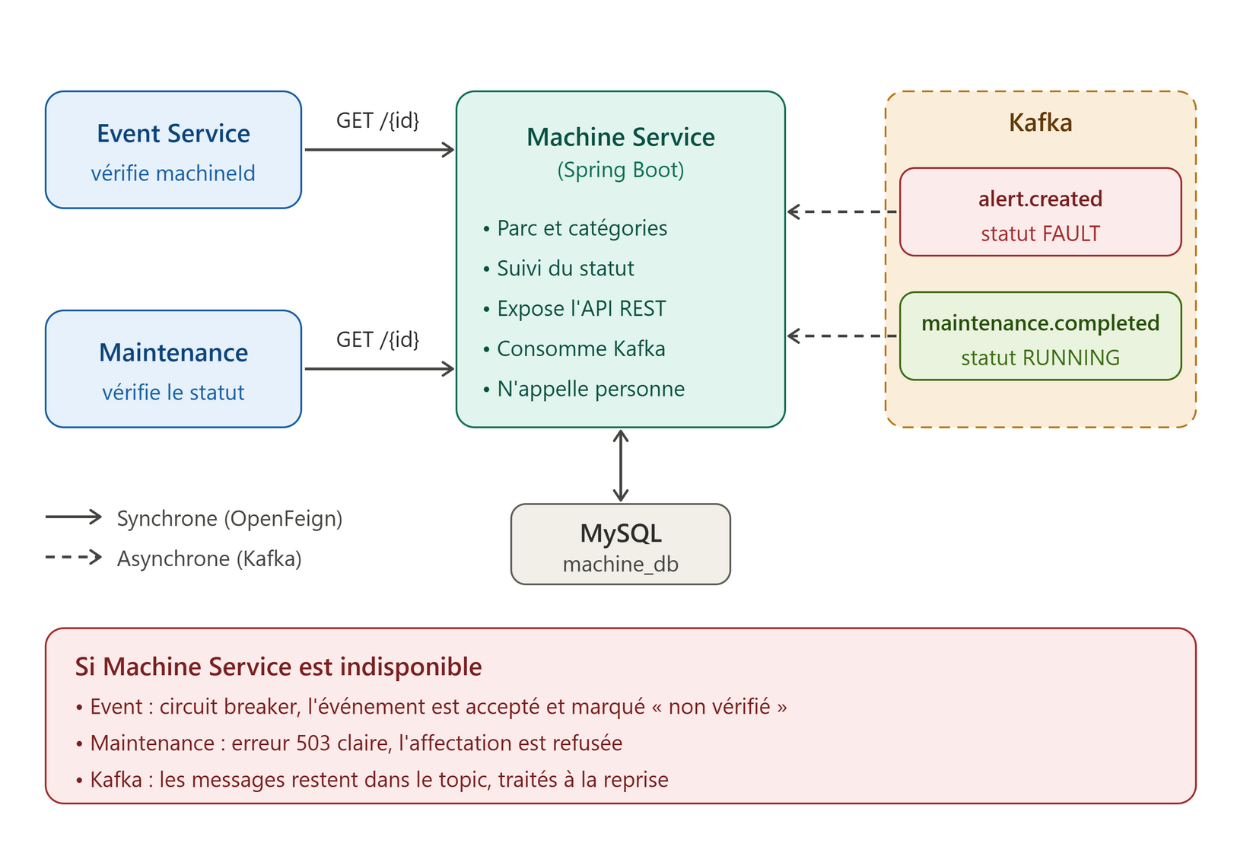 Event Service
vérifie machineId
GET /{id}
Machine Service
(Spring Boot)
• Parc et catégories
• Suivi du statut
• Expose l'API REST
• Consomme Kafka
• N'appelle personne
Kafka
alert.created
statut FAULT
maintenance.completed
statut RUNNING
Maintenance
vérifie le statut
GET /{id}
Synchrone (OpenFeign)
Asynchrone (Kafka)
MySQL
machine_db
Si Machine Service est indisponible
• Event : circuit breaker, l'événement est accepté et marqué « non vérifié »
• Maintenance : erreur 503 claire, l'affectation est refusée
• Kafka : les messages restent dans le topic, traités à la reprise